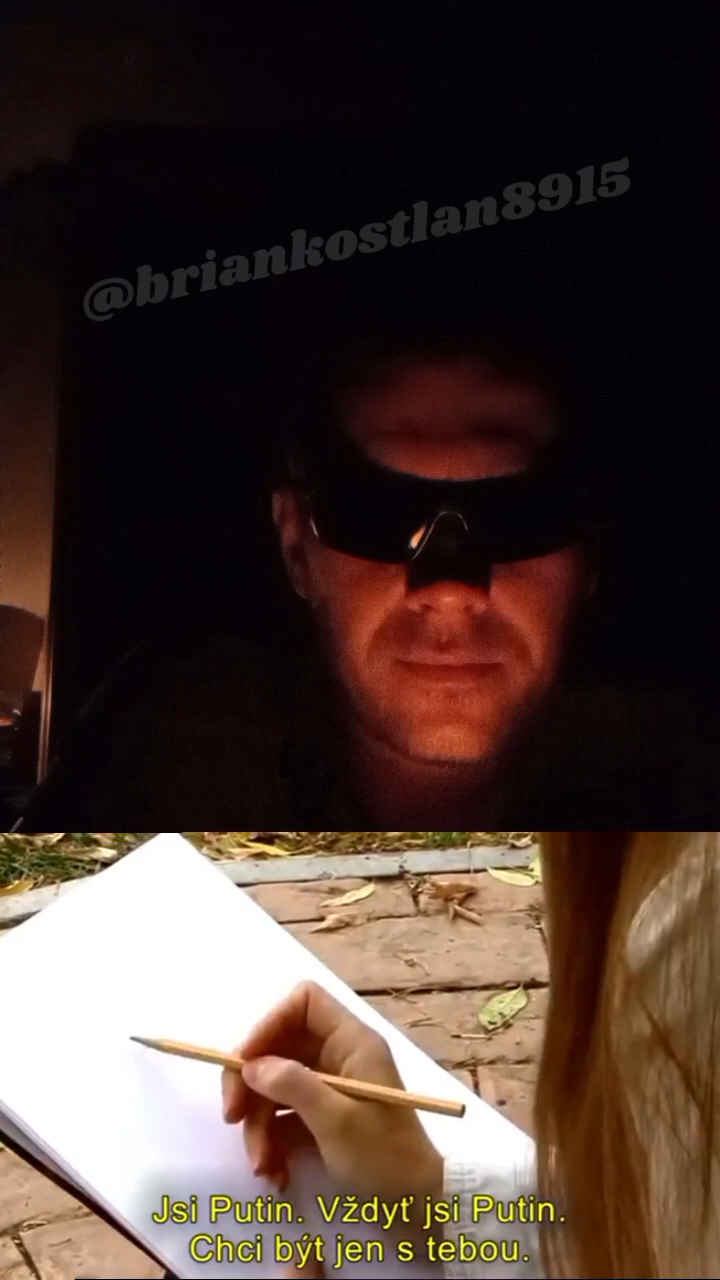 @briankostlan8915
Jsi Putin. Vždyť jsi Putin.
Chci být jen s tebou.